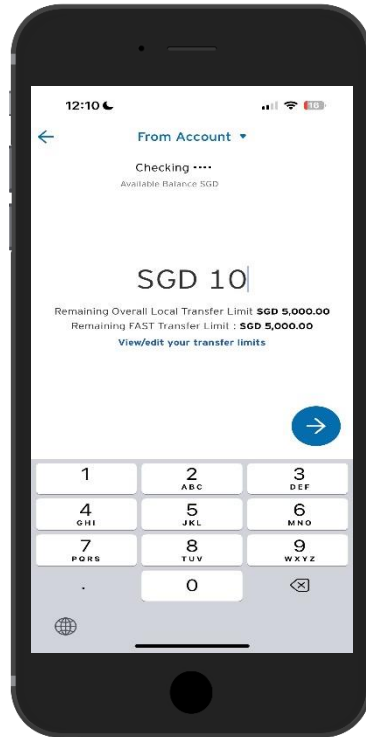 12:10
10
From Account
Checking ••••
Available Balance SGD
SGD 10
Remaining Overall Local Transfer Limit SGD 5,000.00
Remaining FAST Transfer Limit : SGD 5,000.00
View/edit your transfer limits
1 2 3
ABC DEF
4 5 6
GHI JKL MNO
7 8 9
PQRS TUV WXYZ
. 0